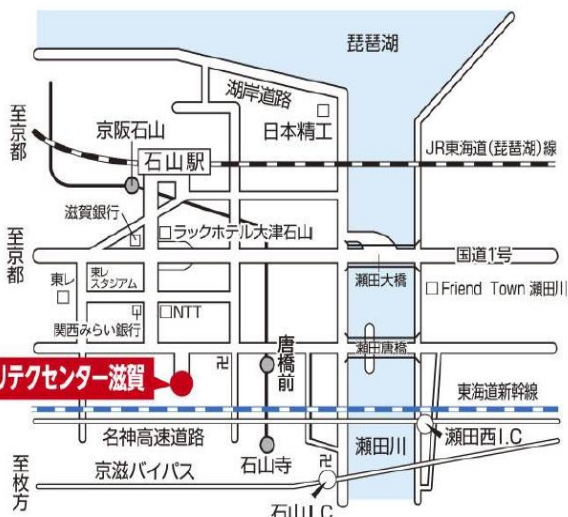 琵琶湖
湖岸道路
至京都
京阪石山
日本精工
石山駅
JR東海道(琵琶湖)線
滋賀銀行
ラックホテル大津石山
至京都
国道1号
東レ
東レ
スタジアム
瀬田大橋
Friend Town 瀬田川
関西みらい銀行
NTT
唐橋前
瀬田唐橋
リテクセンター滋賀
東海道新幹線
名神高速道路
瀬田西I.C
石山寺
瀬田川
至枚方
京滋バイパス
石山I.C